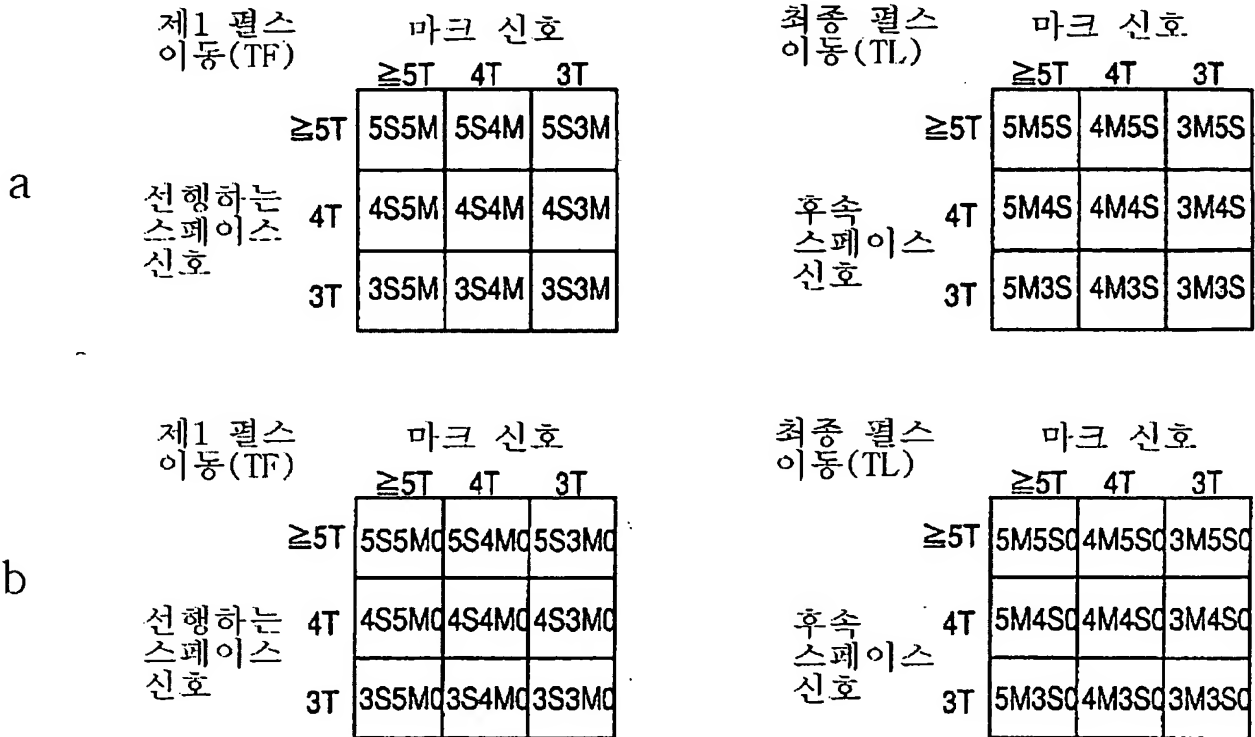 a
제1 펄스
이동(TF)
마크 신호
≧5T 4T 3T
≧5T 5S5M 5S4M 5S3M
선행하는
스페이스
신호
4T 4S5M 4S4M 4S3M
3T 3S5M 3S4M 3S3M
최종 펄스
이동(TL)
마크 신호
≧5T 4T 3T
≧5T 5M5S 4M5S 3M5S
후속
스페이스
신호
4T 5M4S 4M4S 3M4S
3T 5M3S 4M3S 3M3S
b
제1 펄스
이동(TF)
마크 신호
≧5T 4T 3T
≧5T 5S5M0 5S4M0 5S3M0
선행하는
스페이스
신호
4T 4S5M0 4S4M0 4S3M0
3T 3S5M0 3S4M0 3S3M0
최종 펄스
이동(TL)
마크 신호
≧5T 4T 3T
≧5T 5M5S0 4M5S0 3M5S0
후속
스페이스
신호
4T 5M4S0 4M4S0 3M4S0
3T 5M3S0 4M3S0 3M3S0